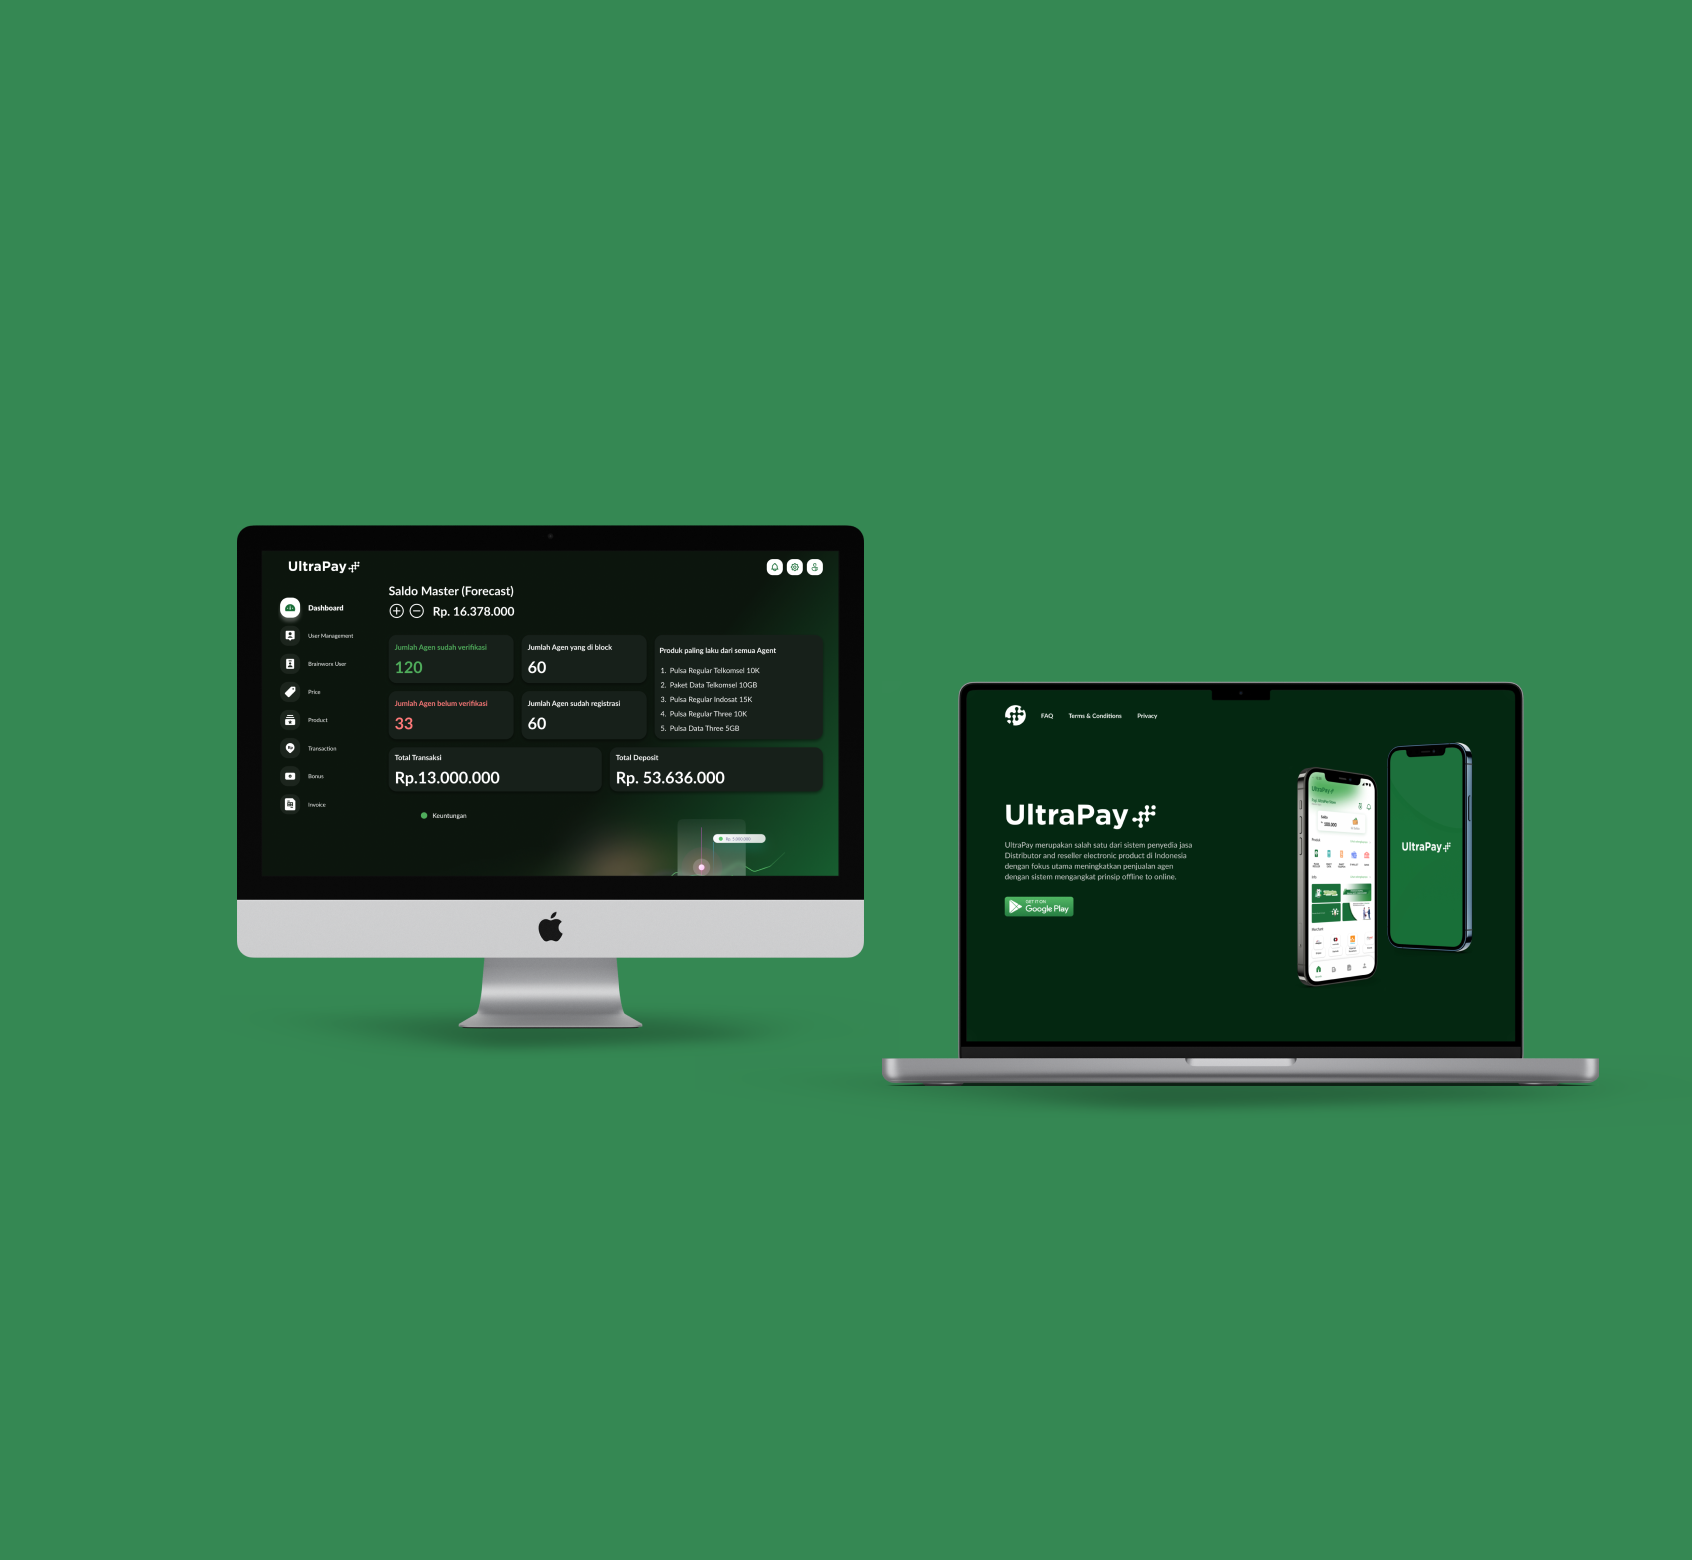 UltraPay
Dashboard
User Management
Brainworx User
Price
Product
Transaction
Bonus
Invoice
Saldo Master (Forecast)
Rp. 16.378.000
Jumlah Agen sudah verifikasi
120
Jumlah Agen yang di block
60
Jumlah Agen belum verifikasi
33
Jumlah Agen sudah registrasi
60
Produk paling laku dari semua Agent
1. Pulsa Regular Telkomsel 10K
2. Paket Data Telkomsel 10GB
3. Pulsa Regular Indosat 15K
4. Pulsa Regular Three 10K
5. Pulsa Data Three 5GB
Total Transaksi
Rp.13.000.000
Total Deposit
Rp. 53.636.000
Keuntungan
FAQ
Terms & Conditions
Privacy
UltraPay
UltraPay merupakan salah satu dari sistem penyedia jasa
Distributor and reseller electronic product di Indonesia
dengan fokus utama meningkatkan penjualan agen
dengan sistem mengangkat prinsip offline to online.
GET IT ON
Google Play
UltraPay
UltraPay